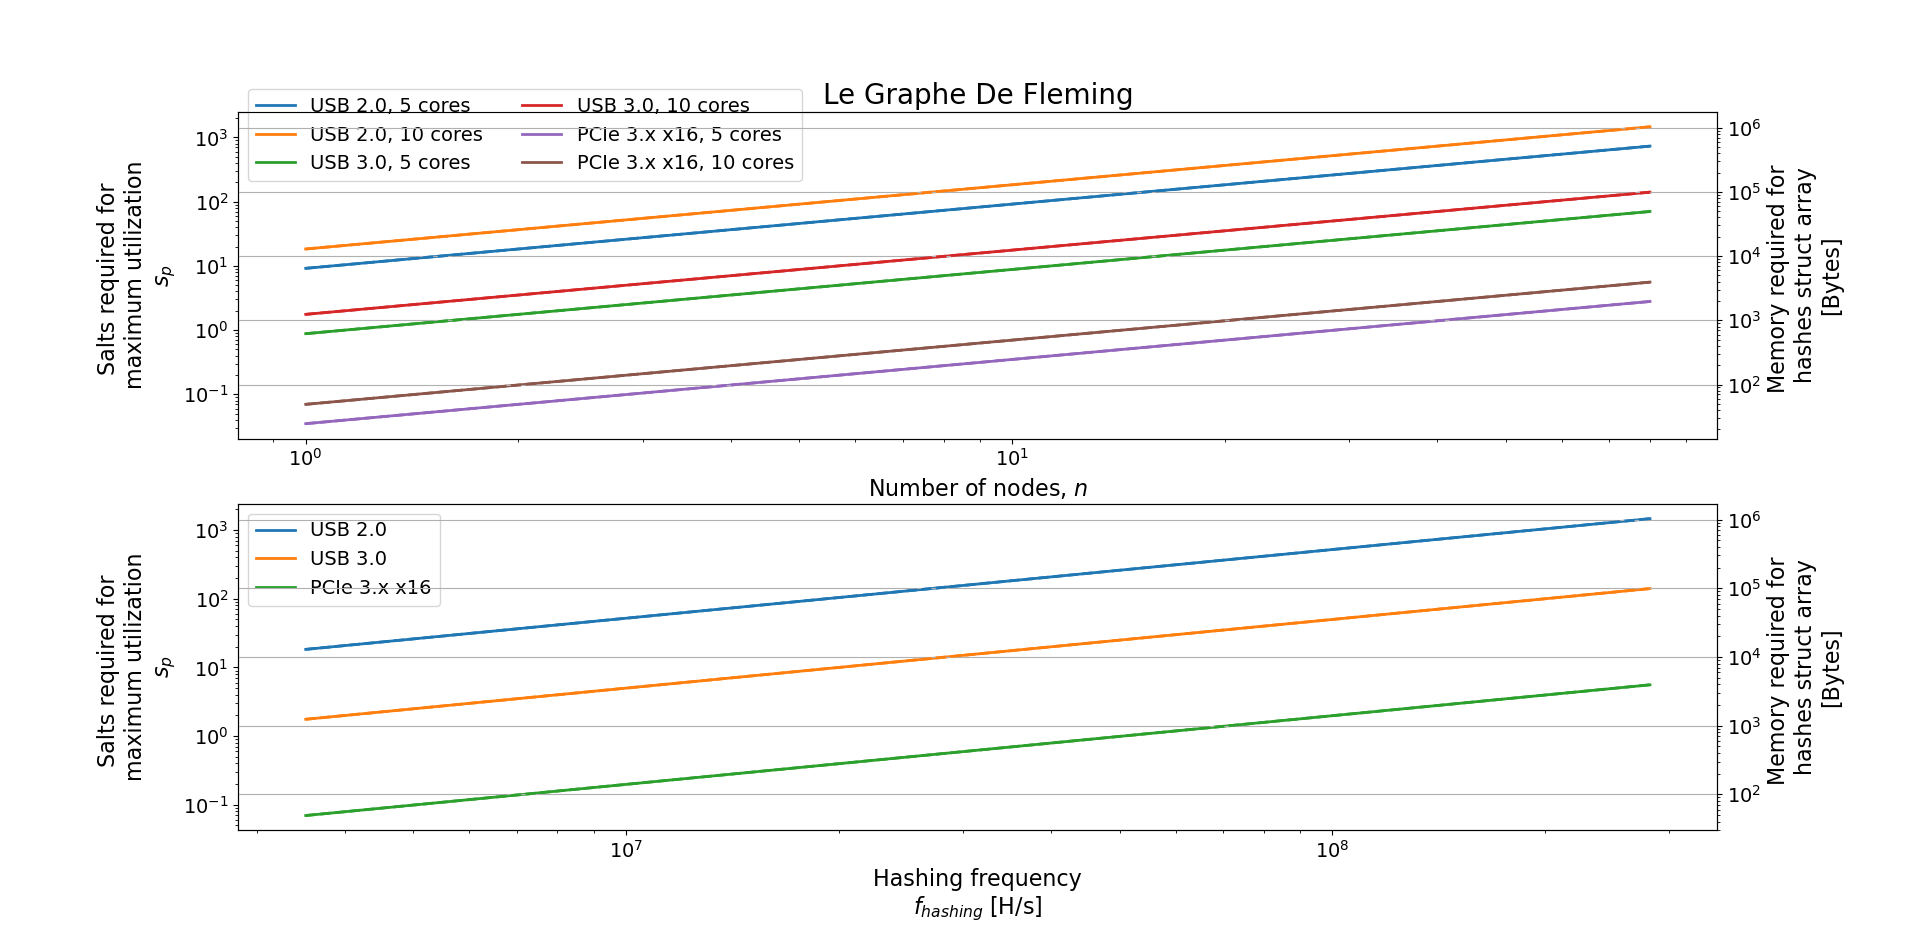 Le Graphe De Fleming
USB 2.0, 5 cores
USB 2.0, 10 cores
USB 3.0, 5 cores
USB 3.0, 10 cores
PCIe 3.x x16, 5 cores
PCIe 3.x x16, 10 cores
Salts required for
maximum utilization
sₚ
10³
10²
10¹
10⁰
10⁻¹
10⁶
10⁵
10⁴
10³
10²
Memory required for
hashes struct array
[Bytes]
10⁰
10¹
Number of nodes, n
USB 2.0
USB 3.0
PCIe 3.x x16
Salts required for
maximum utilization
sₚ
10³
10²
10¹
10⁰
10⁻¹
10⁶
10⁵
10⁴
10³
10²
Memory required for
hashes struct array
[Bytes]
10⁷
10⁸
Hashing frequency
f_hashing [H/s]